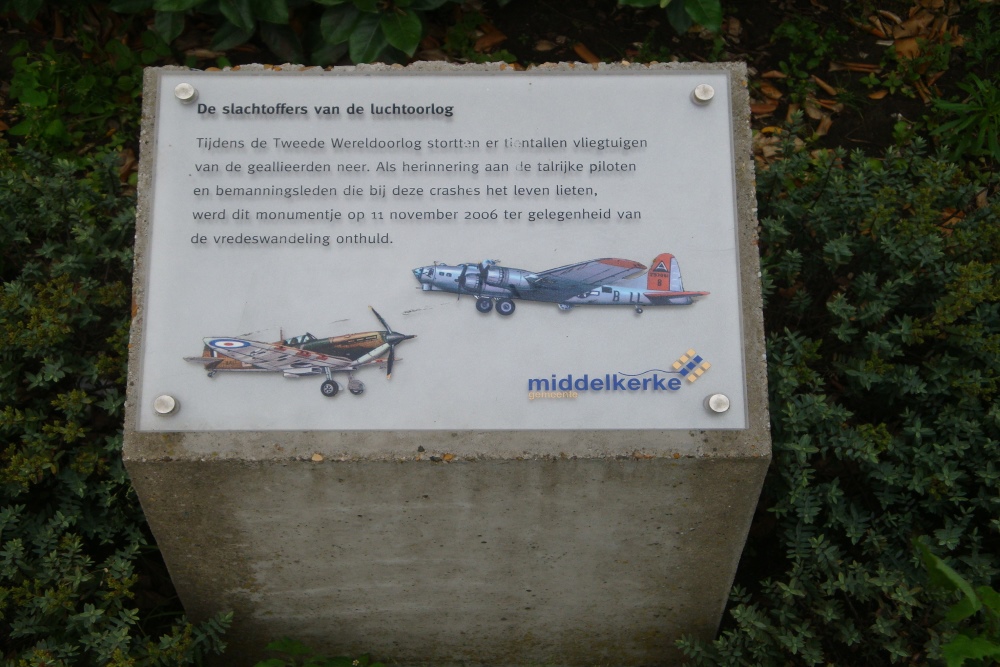 De slachtoffers van de luchtoorlog
Tijdens de Tweede Wereldoorlog stortten er tientallen vliegtuigen
van de geallieerden neer. Als herinnering aan de talrijke piloten
en bemanningsleden die bij deze crashes het leven lieten,
werd dit monumentje op 11 november 2006 ter gelegenheid van
de vredeswandeling onthuld.
B LL
middelkerke
gemeente